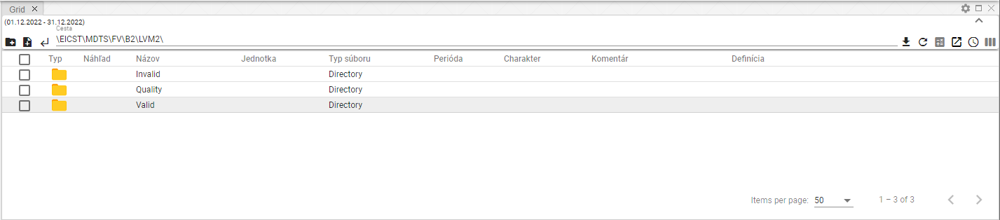 Grid
(01.12.2022 - 31.12.2022)
Cesta
\EICST\MDTS\FV\B2\LVM2\
Typ Náhľad Názov Jednotka Typ súboru Perióda Charakter Komentár Definícia
Invalid Directory
Quality Directory
Valid Directory
Items per page: 50 1 – 3 of 3